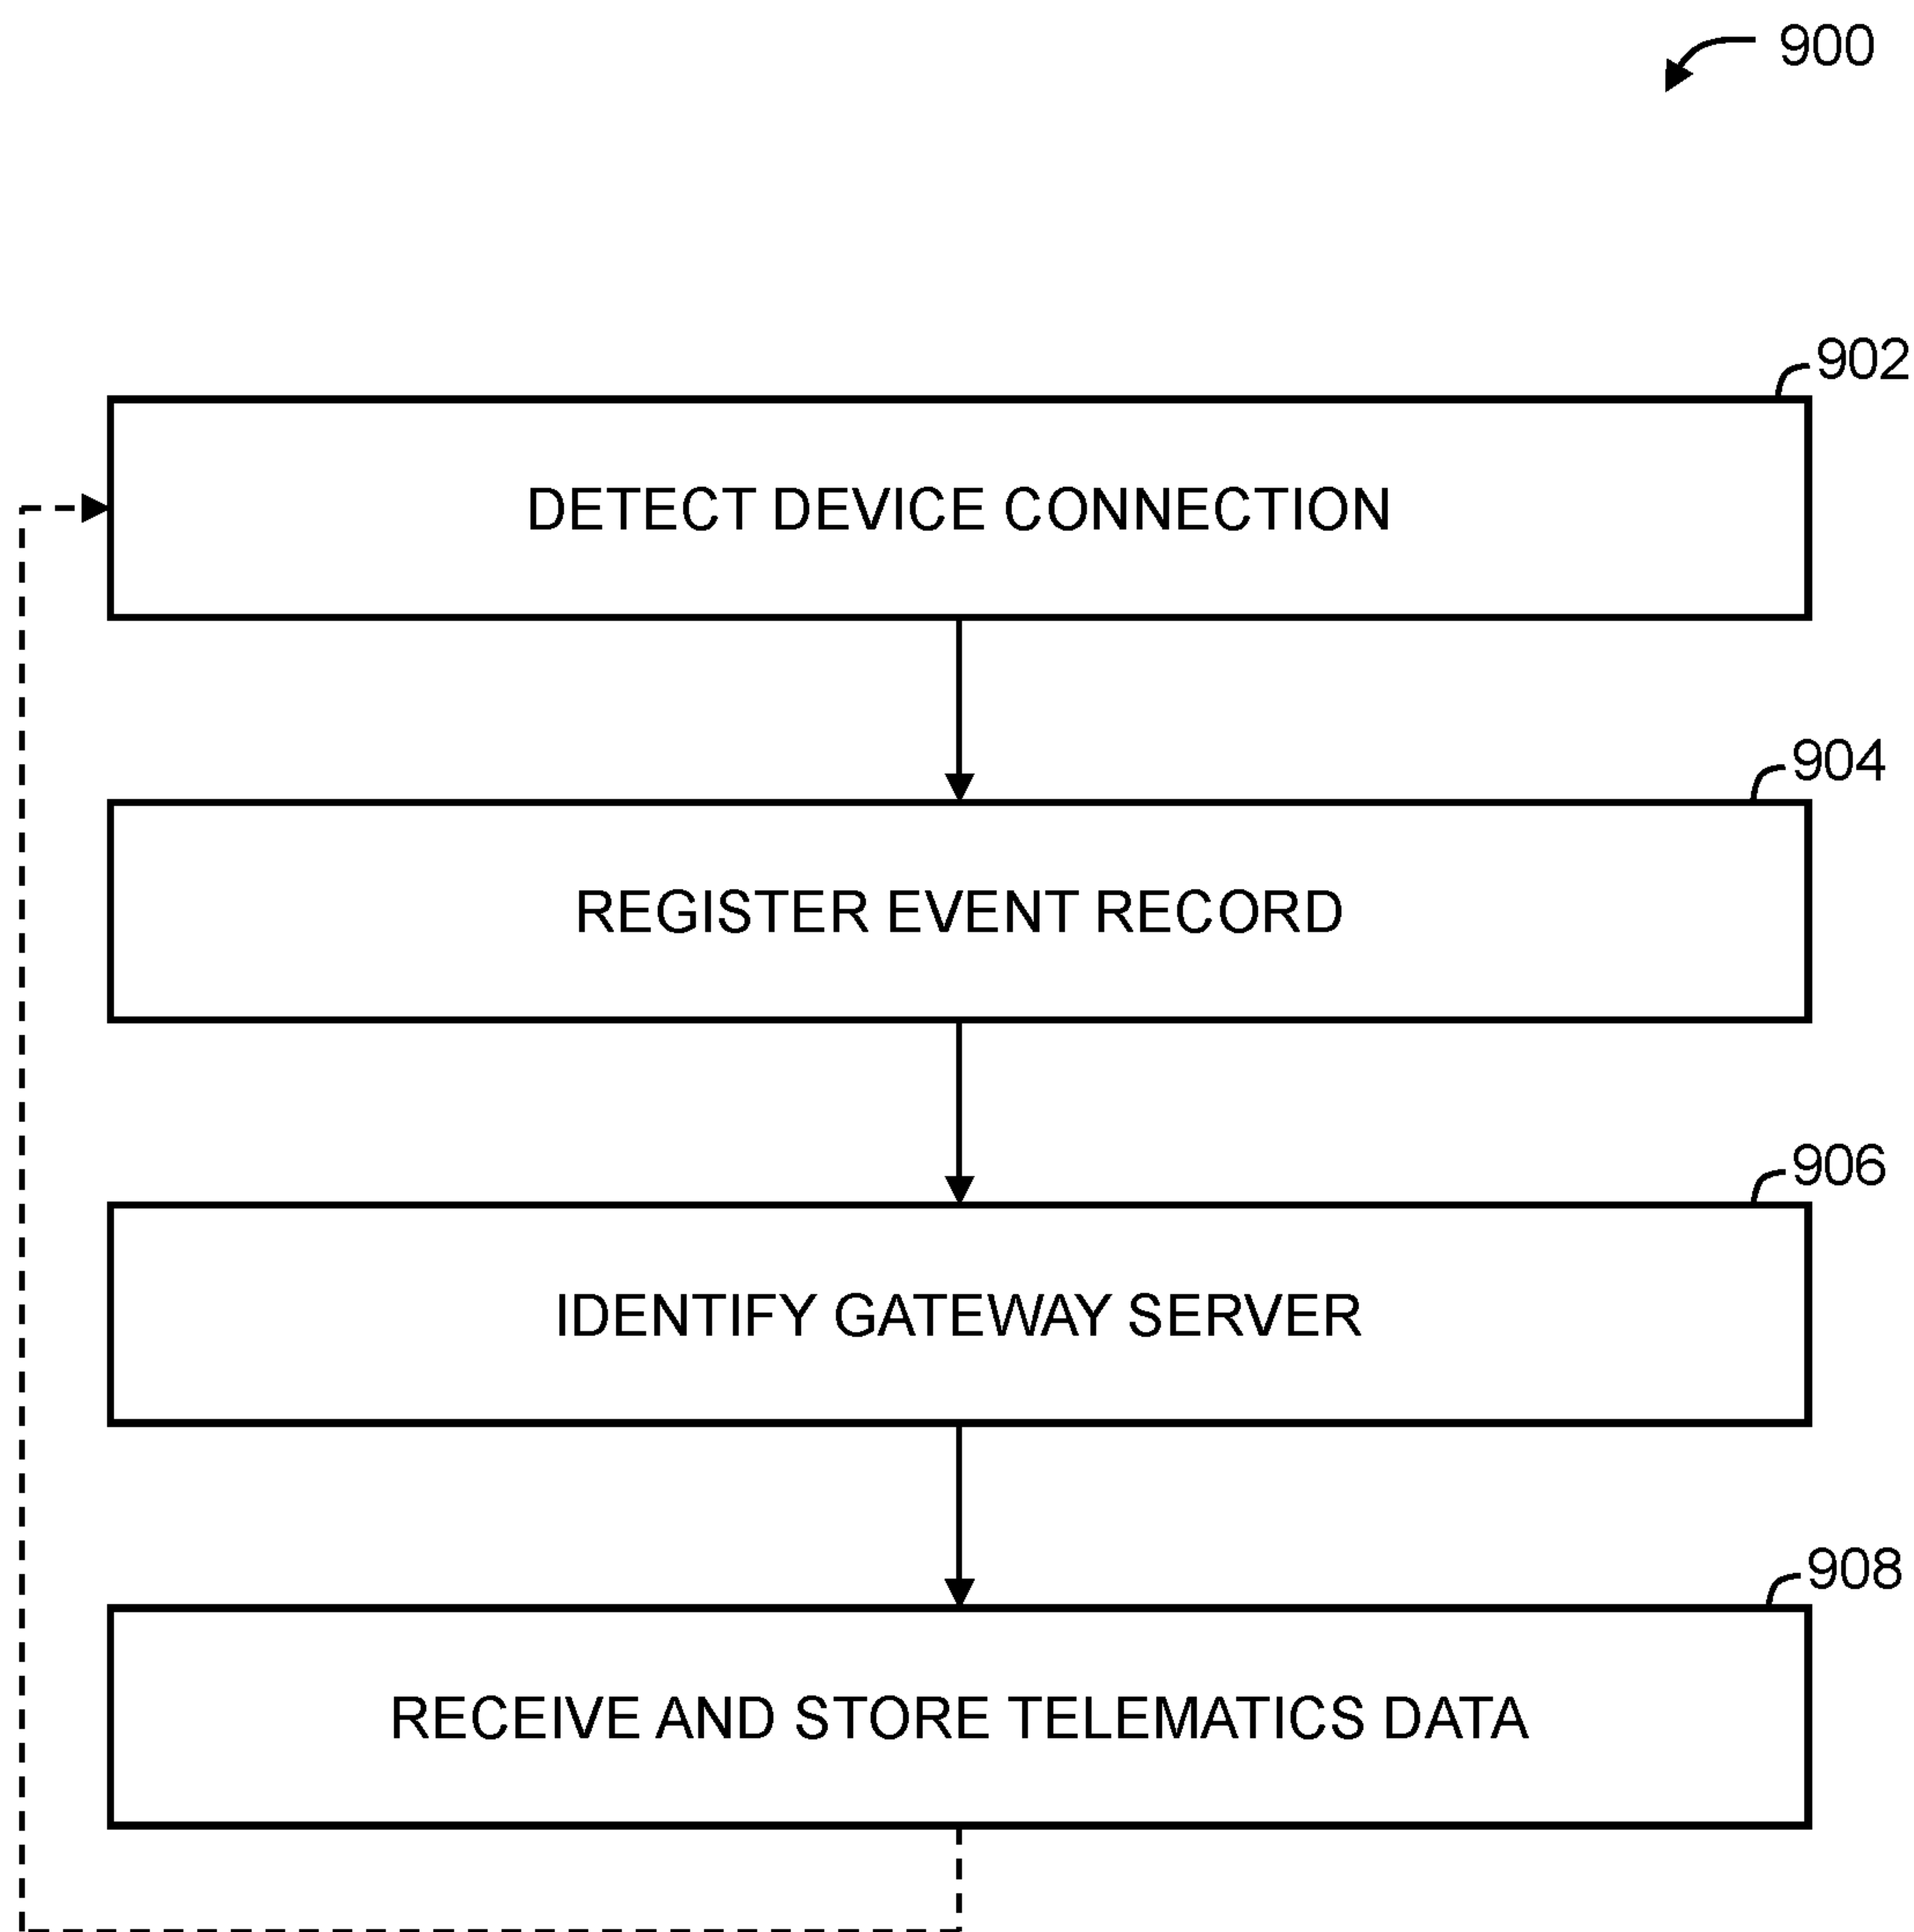 900
902
DETECT DEVICE CONNECTION
904
REGISTER EVENT RECORD
906
IDENTIFY GATEWAY SERVER
908
RECEIVE AND STORE TELEMATICS DATA